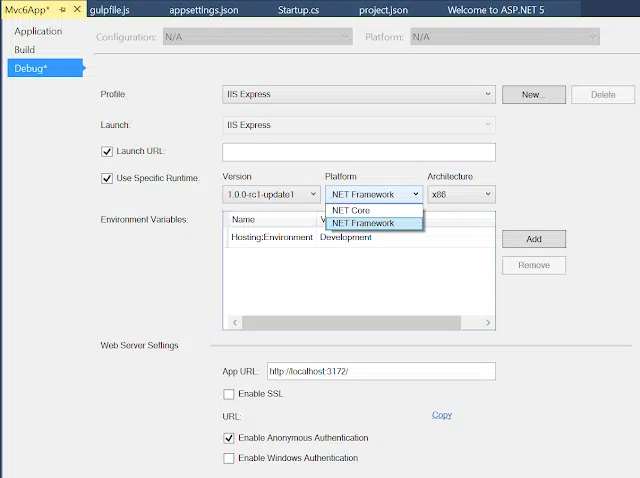 Mvc6App* gulpfile.js appsettings.json Startup.cs project.json Welcome to ASP.NET 5
Application
Build
Debug*
Configuration: N/A Platform: N/A
Profile IIS Express New... Delete
Launch: IIS Express
Launch URL:
Use Specific Runtime: Version Platform Architecture
1.0.0-rc1-update1 .NET Framework x86
.NET Core
.NET Framework
Environment Variables: Name V
Hosting:Environment Development
Add
Remove
Web Server Settings
App URL: http://localhost:3172/
Enable SSL
URL: Copy
Enable Anonymous Authentication
Enable Windows Authentication